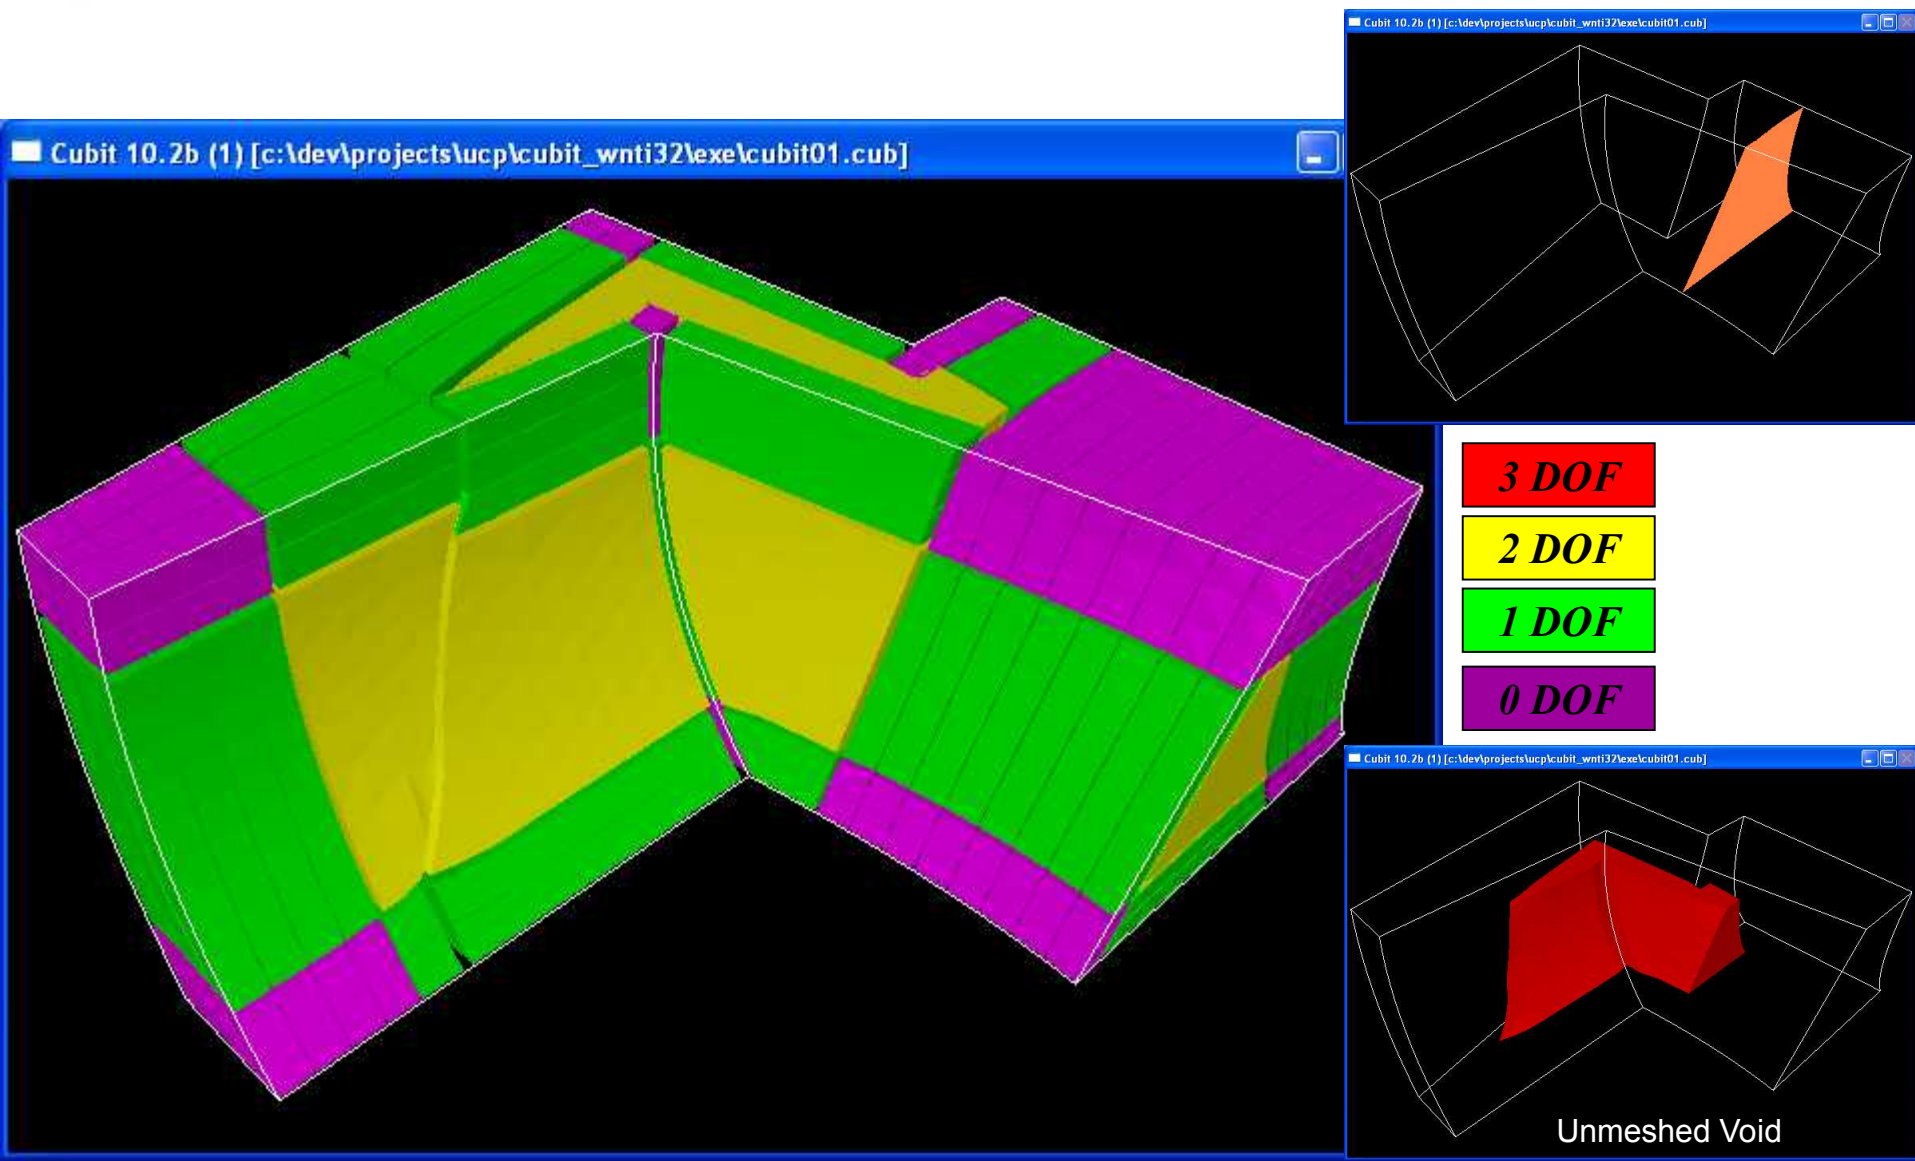 Cubit 10.2b (1) [c:\dev\projects\ucp\cubit_wnti32\exe\cubit01.cub]
Cubit 10.2b (1) [c:\dev\projects\ucp\cubit_wnti32\exe\cubit01.cub]
3 DOF
2 DOF
1 DOF
0 DOF
Cubit 10.2b (1) [c:\dev\projects\ucp\cubit_wnti32\exe\cubit01.cub]
Unmeshed Void